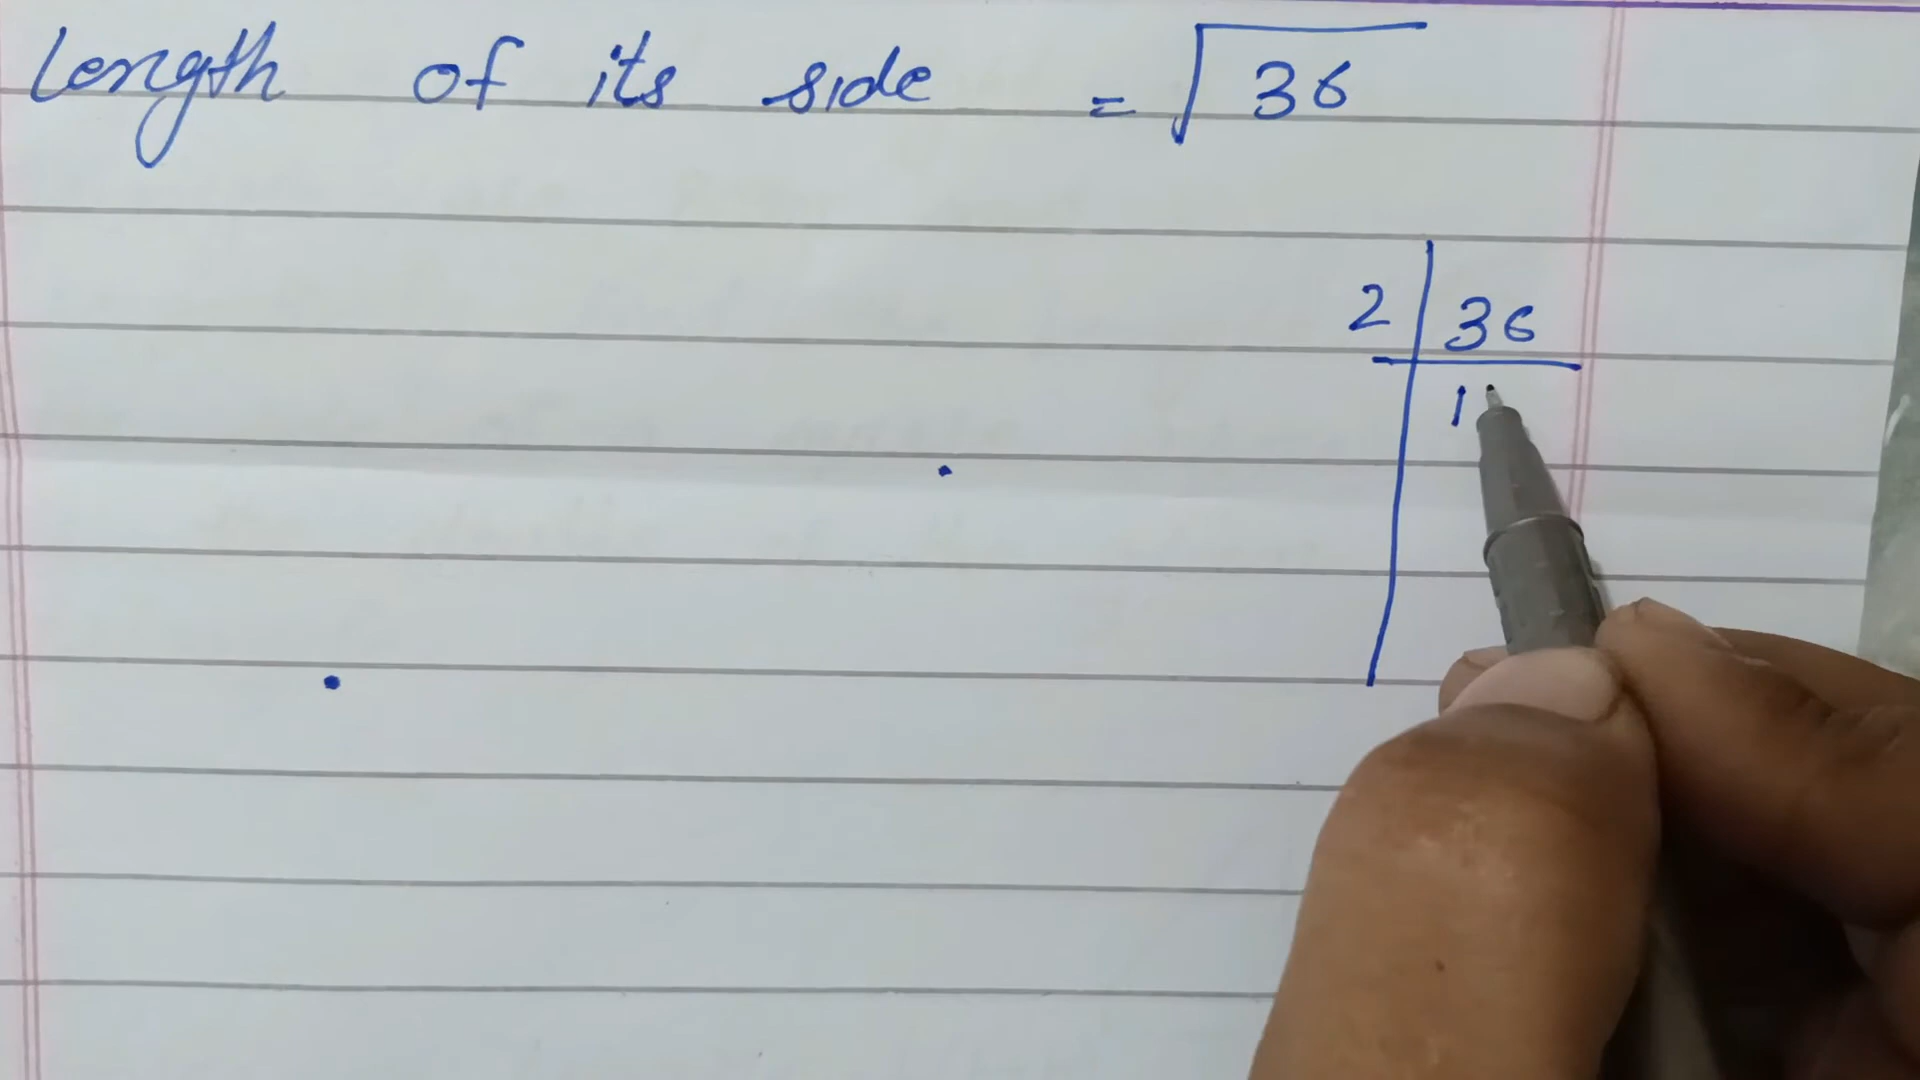 Length of its side = √36
2 | 36
1